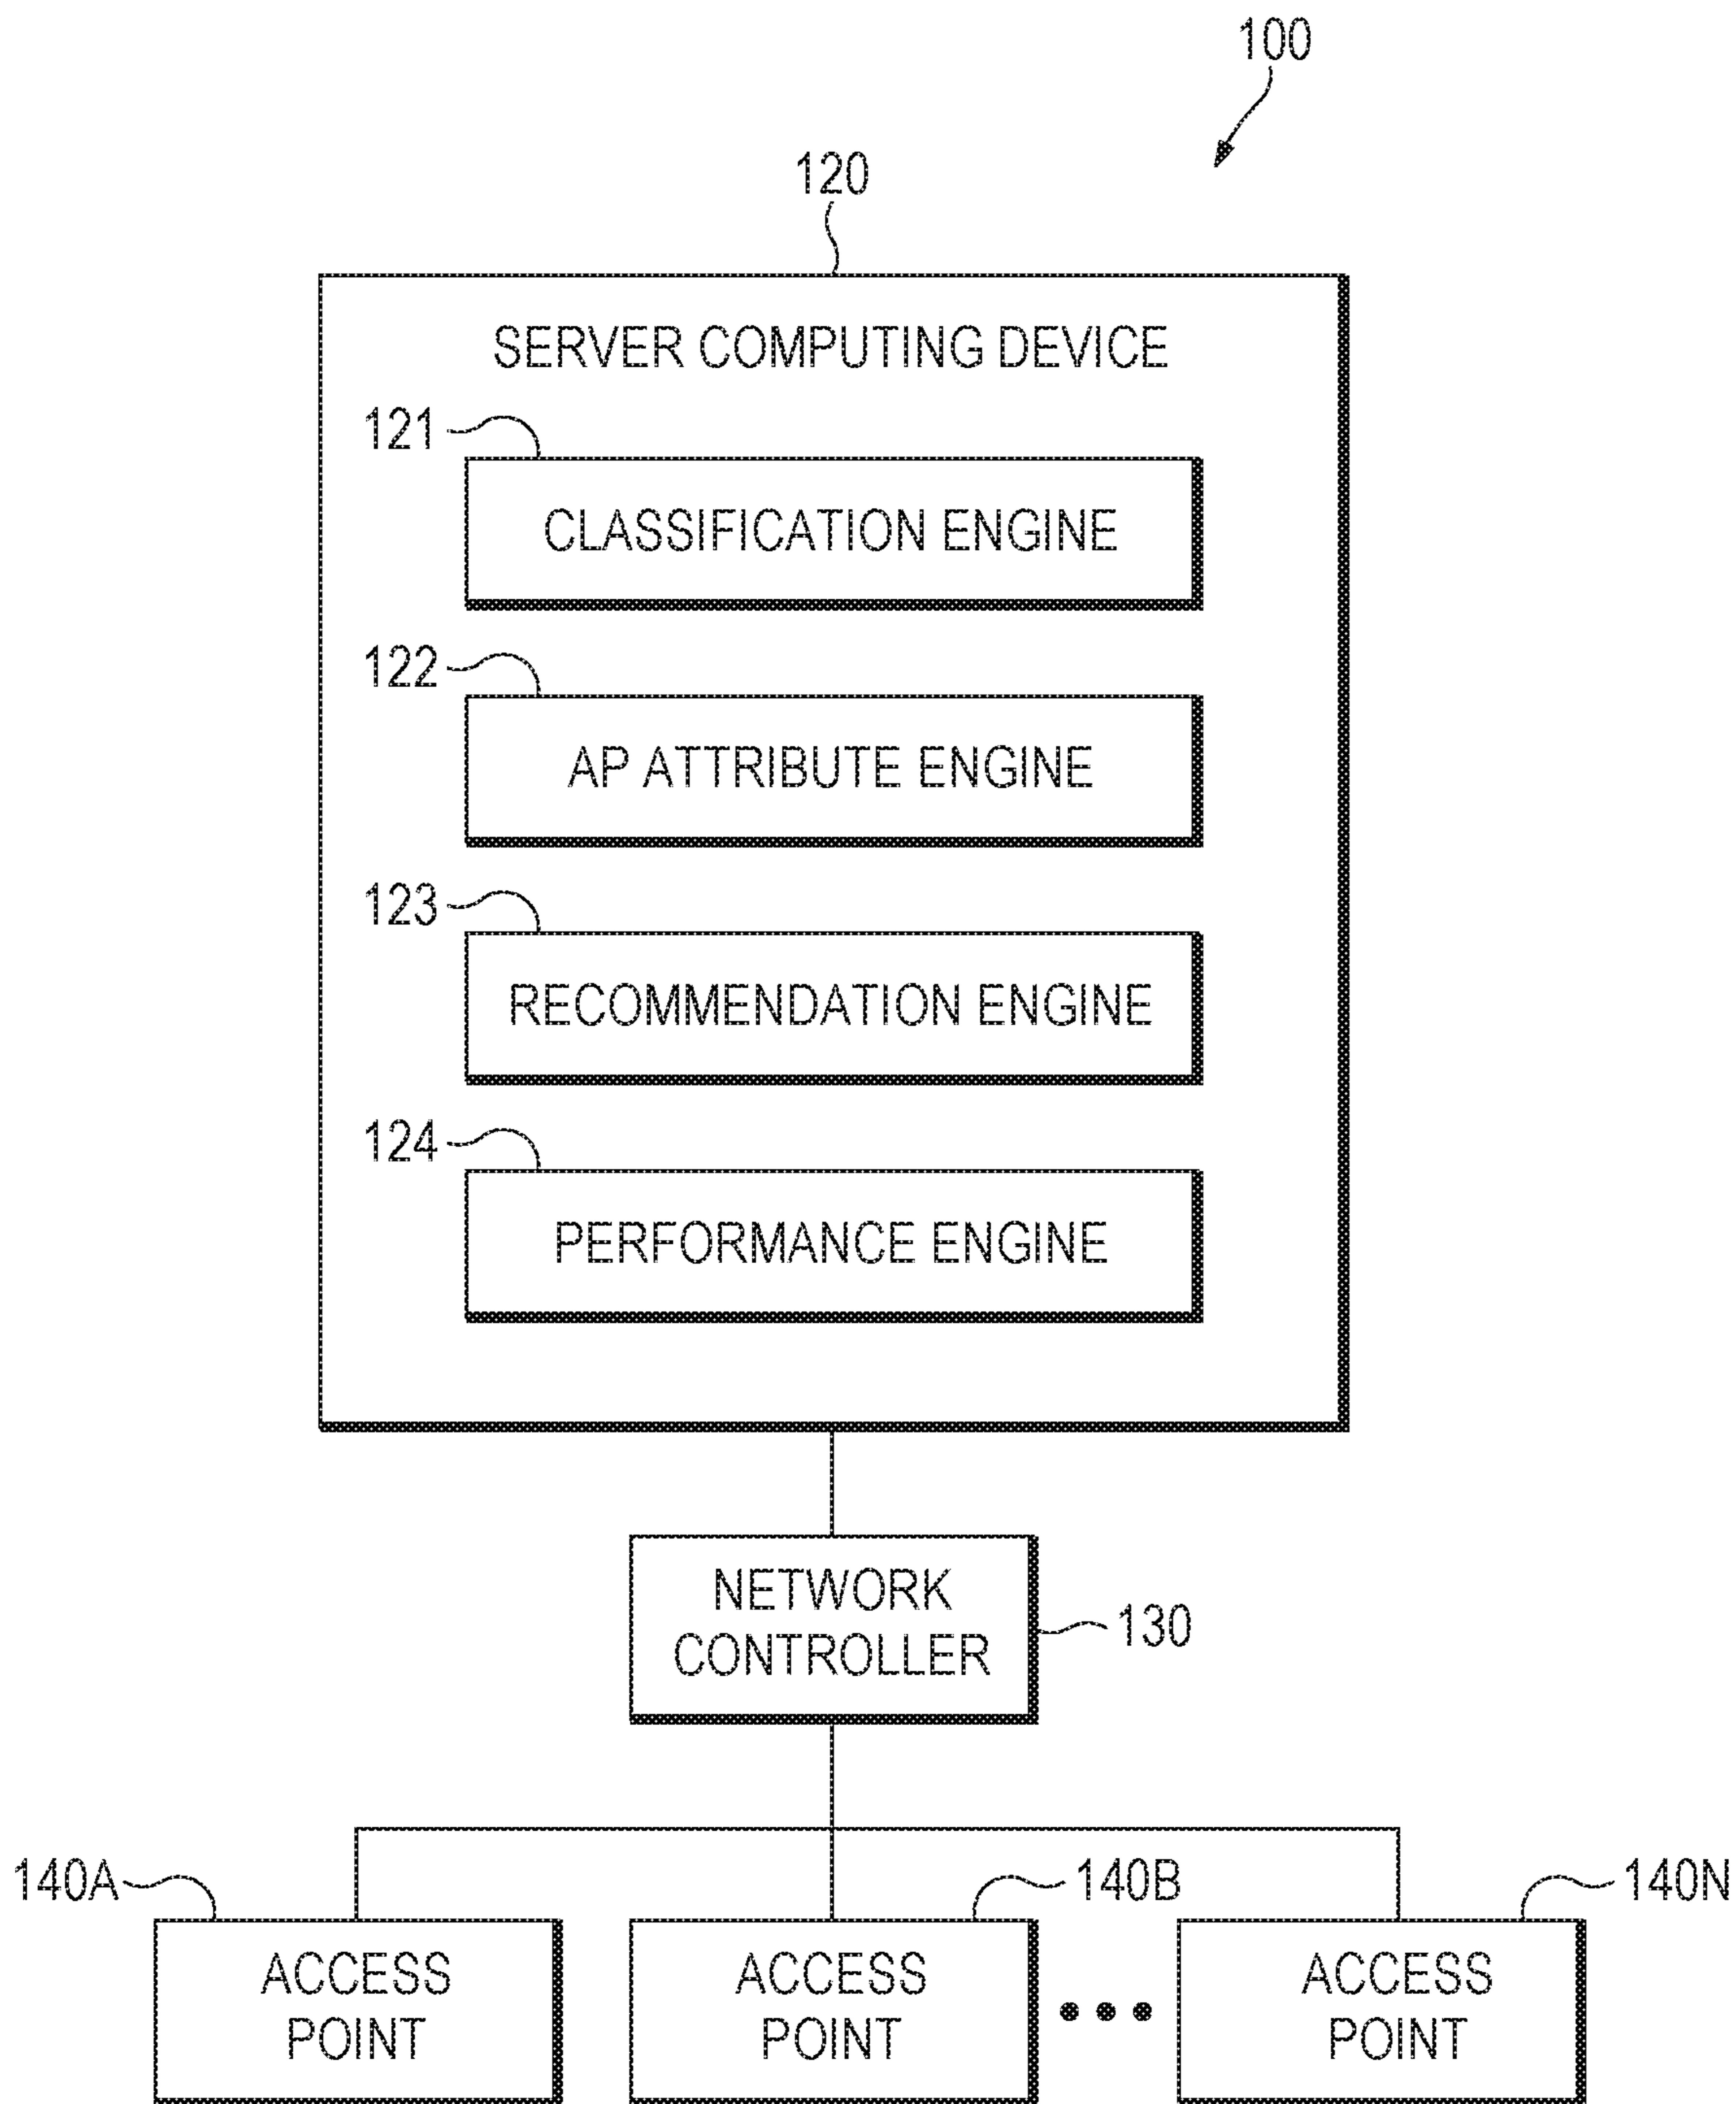 100
120
SERVER COMPUTING DEVICE
121
CLASSIFICATION ENGINE
122
AP ATTRIBUTE ENGINE
123
RECOMMENDATION ENGINE
124
PERFORMANCE ENGINE
NETWORK
CONTROLLER
130
140A
140B
140N
ACCESS
POINT
ACCESS
POINT
ACCESS
POINT